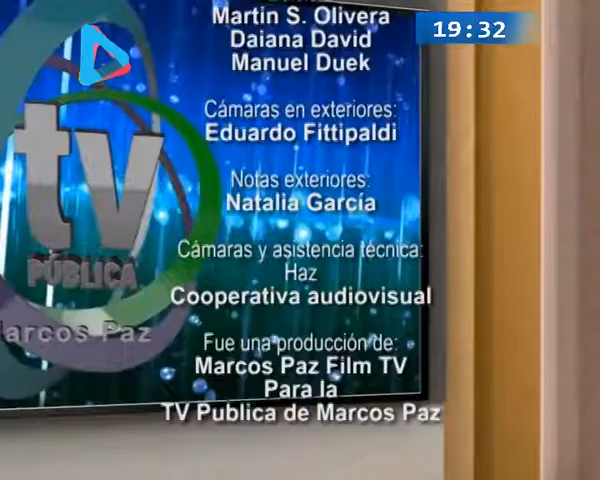 Martin S. Olivera
Daiana David
Manuel Duek
19:32
Cámaras en exteriores:
Eduardo Fittipaldi
Notas exteriores:
Natalia García
Cámaras y asistencia técnica:
Haz
Cooperativa audiovisual
Fue una producción de:
Marcos Paz Film TV
Para la
TV Publica de Marcos Paz
tv
PÚBLICA
Marcos Paz